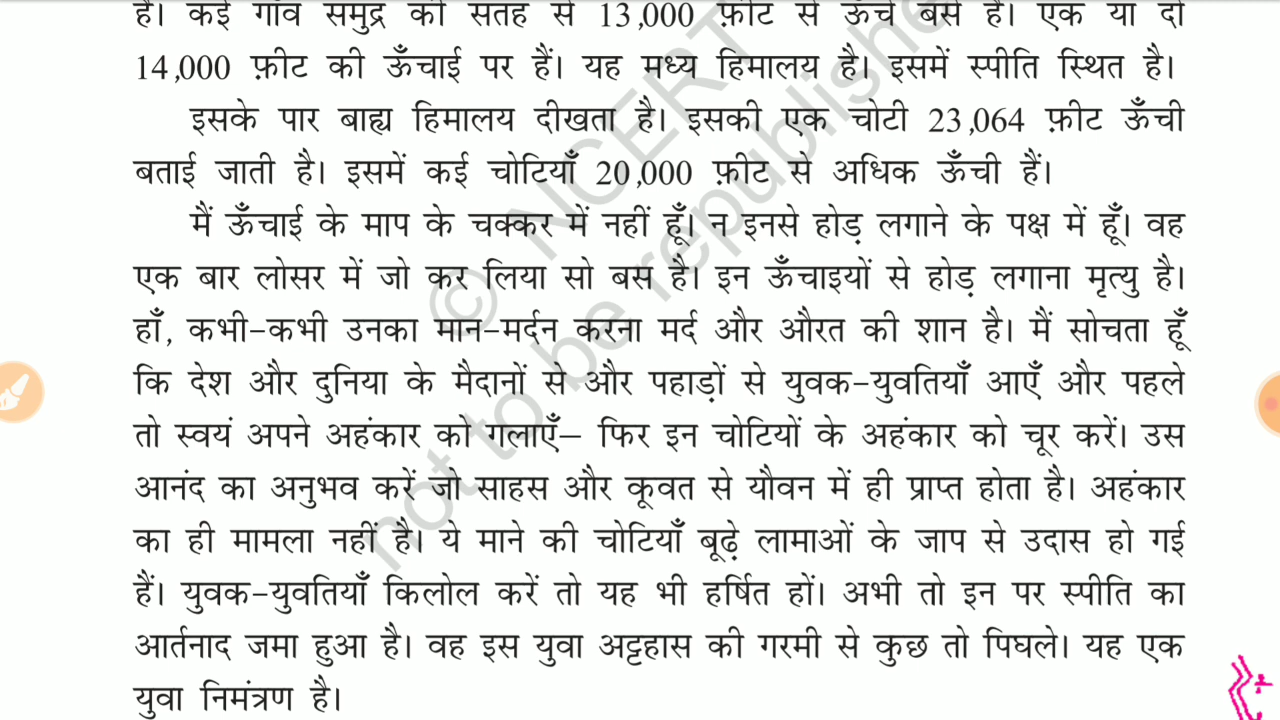 हैं। कई गाँव समुद्र की सतह से 13,000 फ़ीट से ऊँचे बसे हैं। एक या दो
14,000 फ़ीट की ऊँचाई पर हैं। यह मध्य हिमालय है। इसमें स्पीति स्थित है।
इसके पार बाह्य हिमालय दीखता है। इसकी एक चोटी 23,064 फ़ीट ऊँची
बताई जाती है। इसमें कई चोटियाँ 20,000 फ़ीट से अधिक ऊँची हैं।
मैं ऊँचाई के माप के चक्कर में नहीं हूँ। न इनसे होड़ लगाने के पक्ष में हूँ। वह
एक बार लोसर में जो कर लिया सो बस है। इन ऊँचाइयों से होड़ लगाना मृत्यु है।
हाँ, कभी-कभी उनका मान-मर्दन करना मर्द और औरत की शान है। मैं सोचता हूँ
कि देश और दुनिया के मैदानों से और पहाड़ों से युवक-युवतियाँ आएँ और पहले
तो स्वयं अपने अहंकार को गलाएँ– फिर इन चोटियों के अहंकार को चूर करें। उस
आनंद का अनुभव करें जो साहस और कूवत से यौवन में ही प्राप्त होता है। अहंकार
का ही मामला नहीं है। ये माने की चोटियाँ बूढ़े लामाओं के जाप से उदास हो गई
हैं। युवक-युवतियाँ किलोल करें तो यह भी हर्षित हों। अभी तो इन पर स्पीति का
आर्तनाद जमा हुआ है। वह इस युवा अट्टहास की गरमी से कुछ तो पिघले। यह एक
युवा निमंत्रण है।
© NCERT
not to be republishe